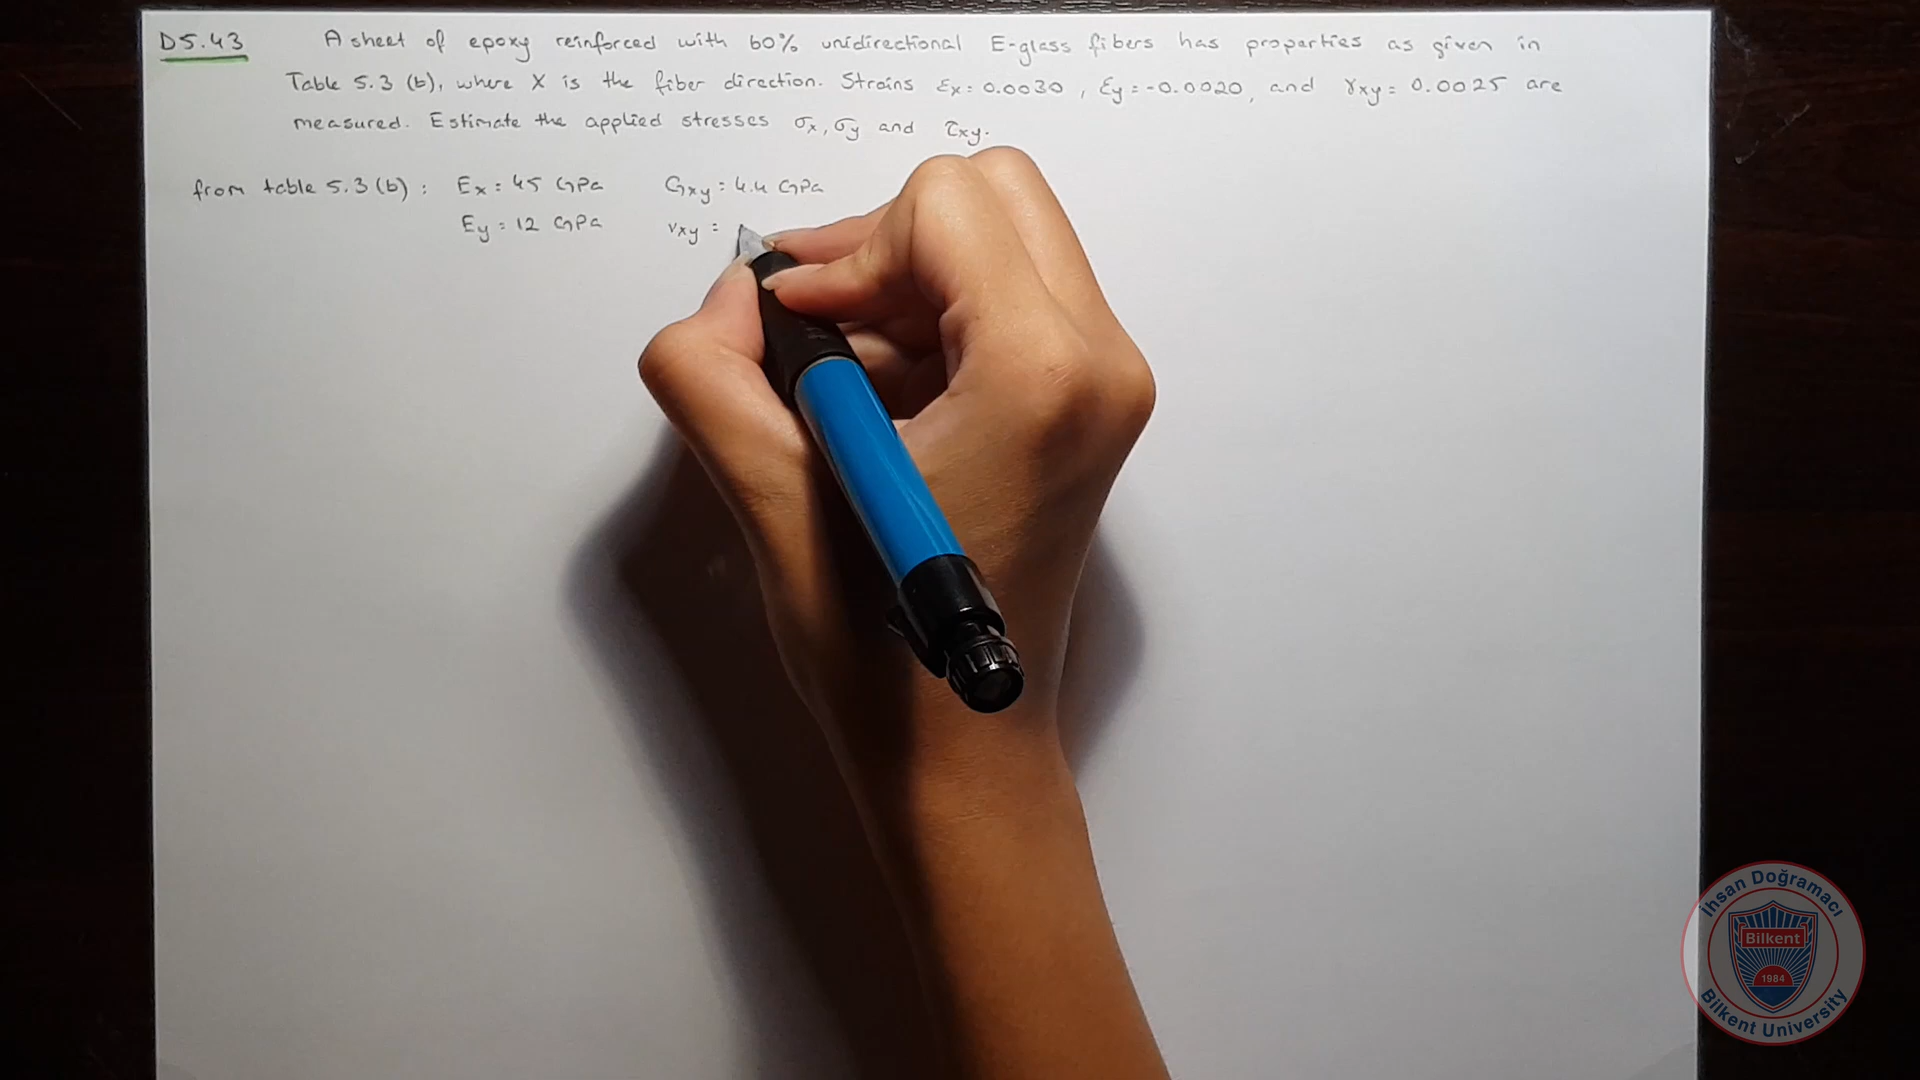 D5.43 A sheet of epoxy reinforced with 60% unidirectional E-glass fibers has properties as given in
Table 5.3 (b), where X is the fiber direction. Strains εx = 0.0030, εy = -0.0020, and γxy = 0.0025 are
measured. Estimate the applied stresses σx, σy and τxy.
from table 5.3 (b) : Ex = 45 GPa Gxy = 4.4 GPa
Ey = 12 GPa νxy =
İhsan Doğramacı
Bilkent
1984
Bilkent University